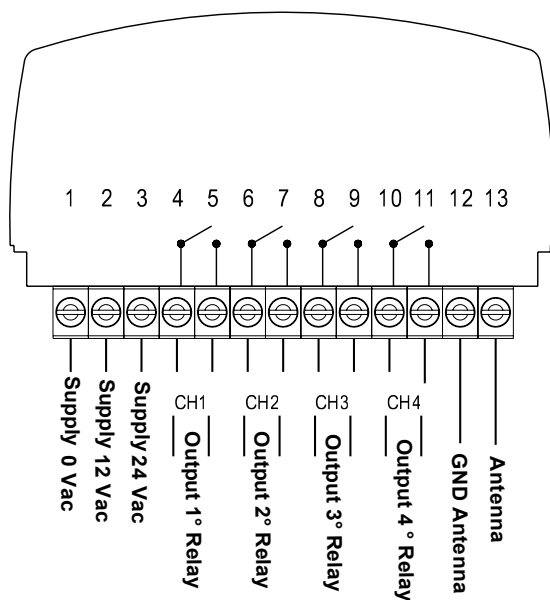 1 2 3 4 5 6 7 8 9 10 11 12 13
CH1 CH2 CH3 CH4
Supply 0 Vac
Supply 12 Vac
Supply 24 Vac
Output 1° Relay
Output 2° Relay
Output 3° Relay
Output 4 ° Relay
GND Antenna
Antenna